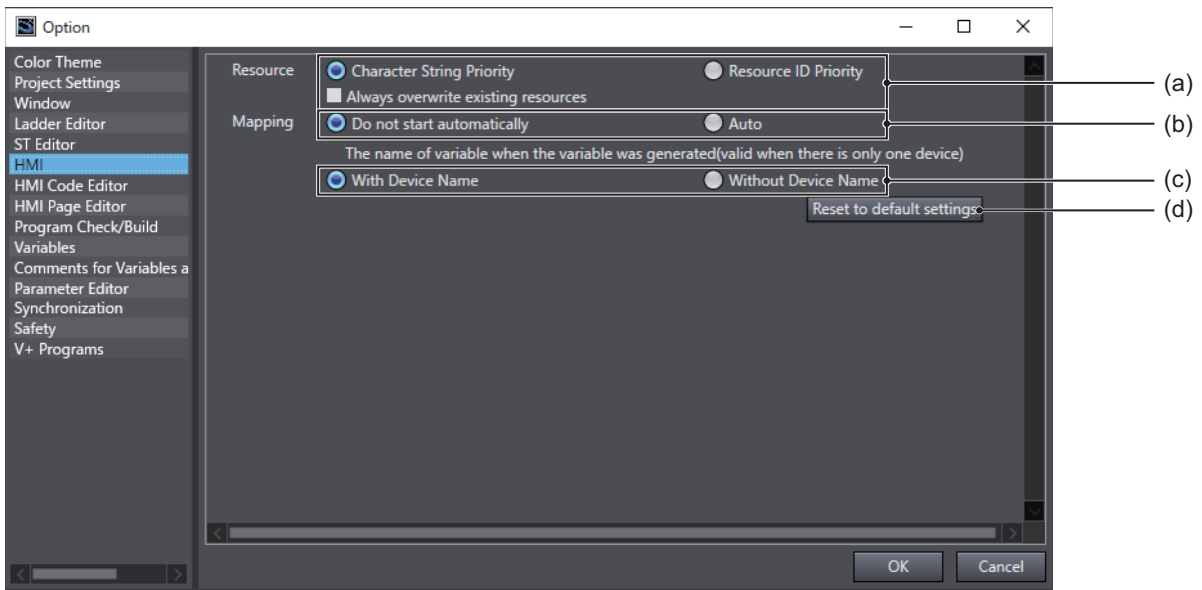 Option
Color Theme
Project Settings
Window
Ladder Editor
ST Editor
HMI
HMI Code Editor
HMI Page Editor
Program Check/Build
Variables
Comments for Variables a
Parameter Editor
Synchronization
Safety
V+ Programs
Resource Character String Priority Resource ID Priority (a)
Always overwrite existing resources
Mapping Do not start automatically Auto (b)
The name of variable when the variable was generated(valid when there is only one device)
With Device Name Without Device Name (c)
Reset to default settings (d)
OK Cancel